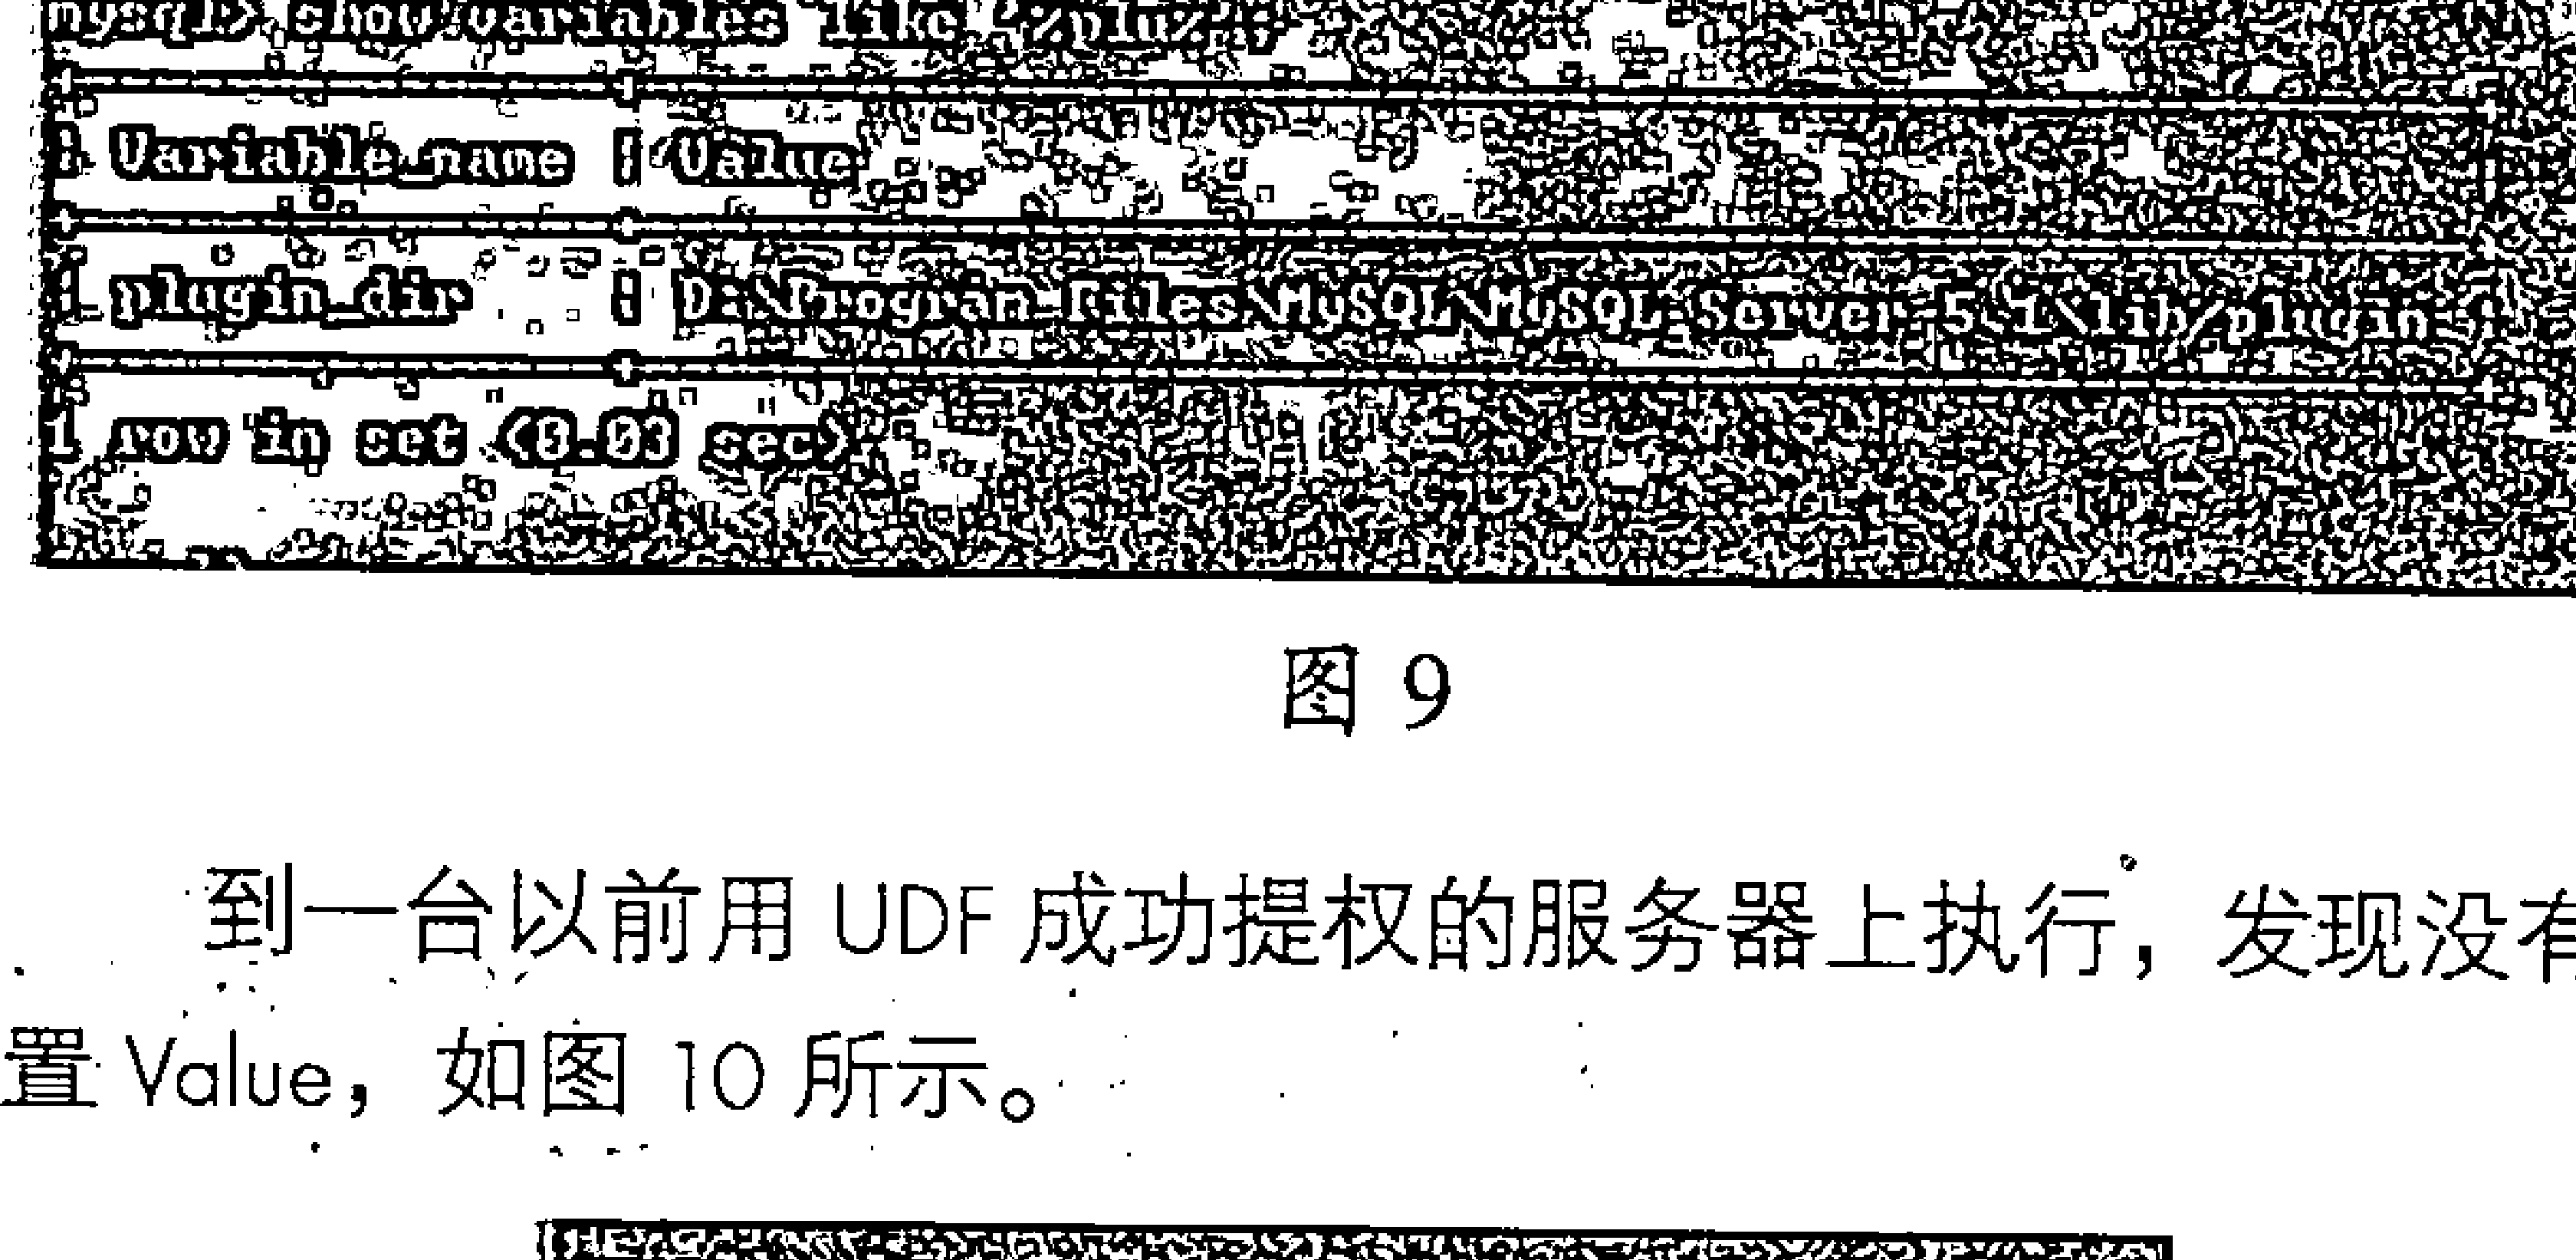 mysql> show variables like '%plu%';
| Variable_name | Value
| plugin_dir | D:\Program Files\MySQL\MySQL Server 5.1\lib/plugin |
1 row in set (0.03 sec)
图 9
到一台以前用 UDF 成功提权的服务器上执行，发现没有
置 Value，如图 10 所示。